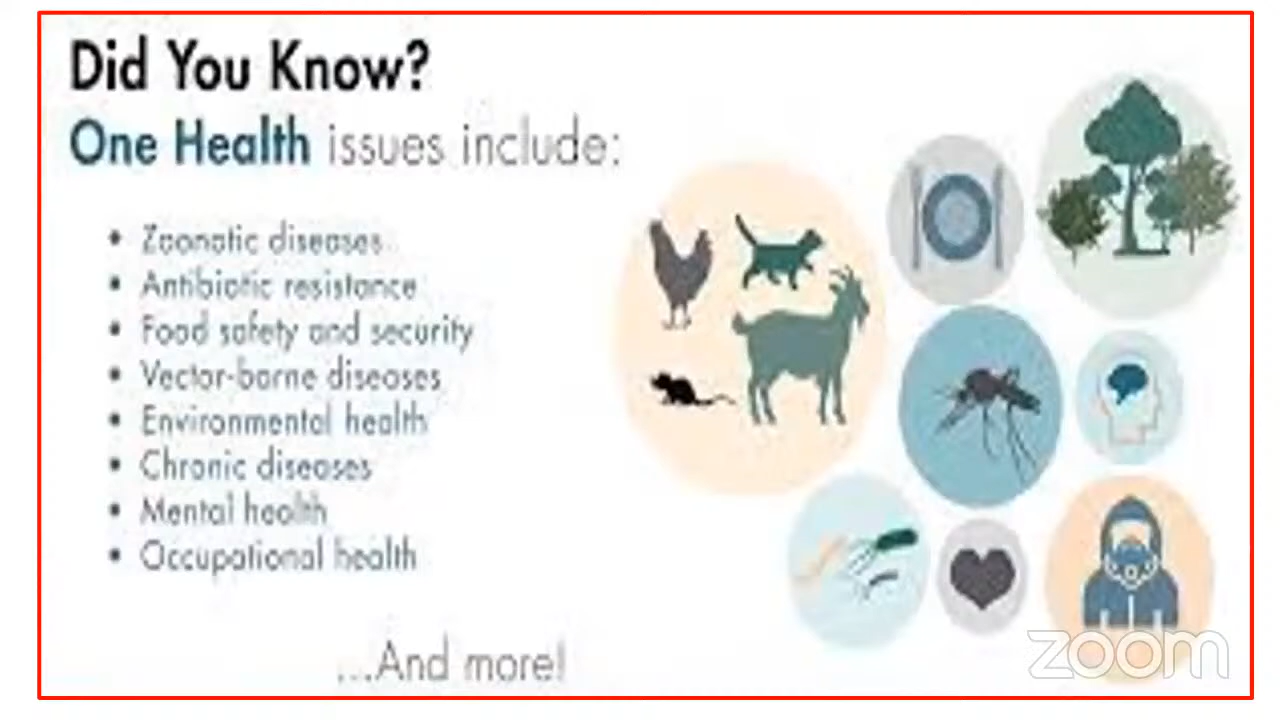 Did You Know?
One Health issues include:
• Zoonotic diseases
• Antibiotic resistance
• Food safety and security
• Vector-borne diseases
• Environmental health
• Chronic diseases
• Mental health
• Occupational health
...And more!
zoom